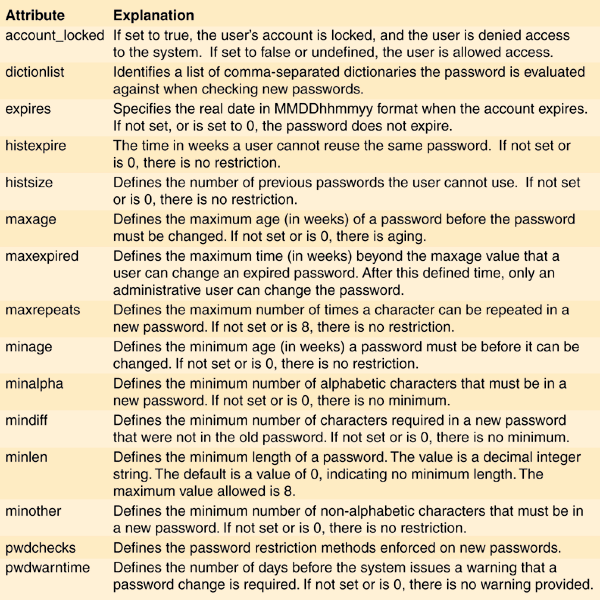 Attribute Explanation
account_locked If set to true, the user's account is locked, and the user is denied access
to the system. If set to false or undefined, the user is allowed access.
dictionlist Identifies a list of comma-separated dictionaries the password is evaluated
against when checking new passwords.
expires Specifies the real date in MMDDhhmmyy format when the account expires.
If not set, or is set to 0, the password does not expire.
histexpire The time in weeks a user cannot reuse the same password. If not set or
is 0, there is no restriction.
histsize Defines the number of previous passwords the user cannot use. If not set
or is 0, there is no restriction.
maxage Defines the maximum age (in weeks) of a password before the password
must be changed. If not set or is 0, there is aging.
maxexpired Defines the maximum time (in weeks) beyond the maxage value that a
user can change an expired password. After this defined time, only an
administrative user can change the password.
maxrepeats Defines the maximum number of times a character can be repeated in a
new password. If not set or is 8, there is no restriction.
minage Defines the minimum age (in weeks) a password must be before it can be
changed. If not set or is 0, there is no restriction.
minalpha Defines the minimum number of alphabetic characters that must be in a
new password. If not set or is 0, there is no minimum.
mindiff Defines the minimum number of characters required in a new password
that were not in the old password. If not set or is 0, there is no minimum.
minlen Defines the minimum length of a password. The value is a decimal integer
string. The default is a value of 0, indicating no minimum length. The
maximum value allowed is 8.
minother Defines the minimum number of non-alphabetic characters that must be in
a new password. If not set or is 0, there is no restriction.
pwdchecks Defines the password restriction methods enforced on new passwords.
pwdwarntime Defines the number of days before the system issues a warning that a
password change is required. If not set or is 0, there is no warning provided.